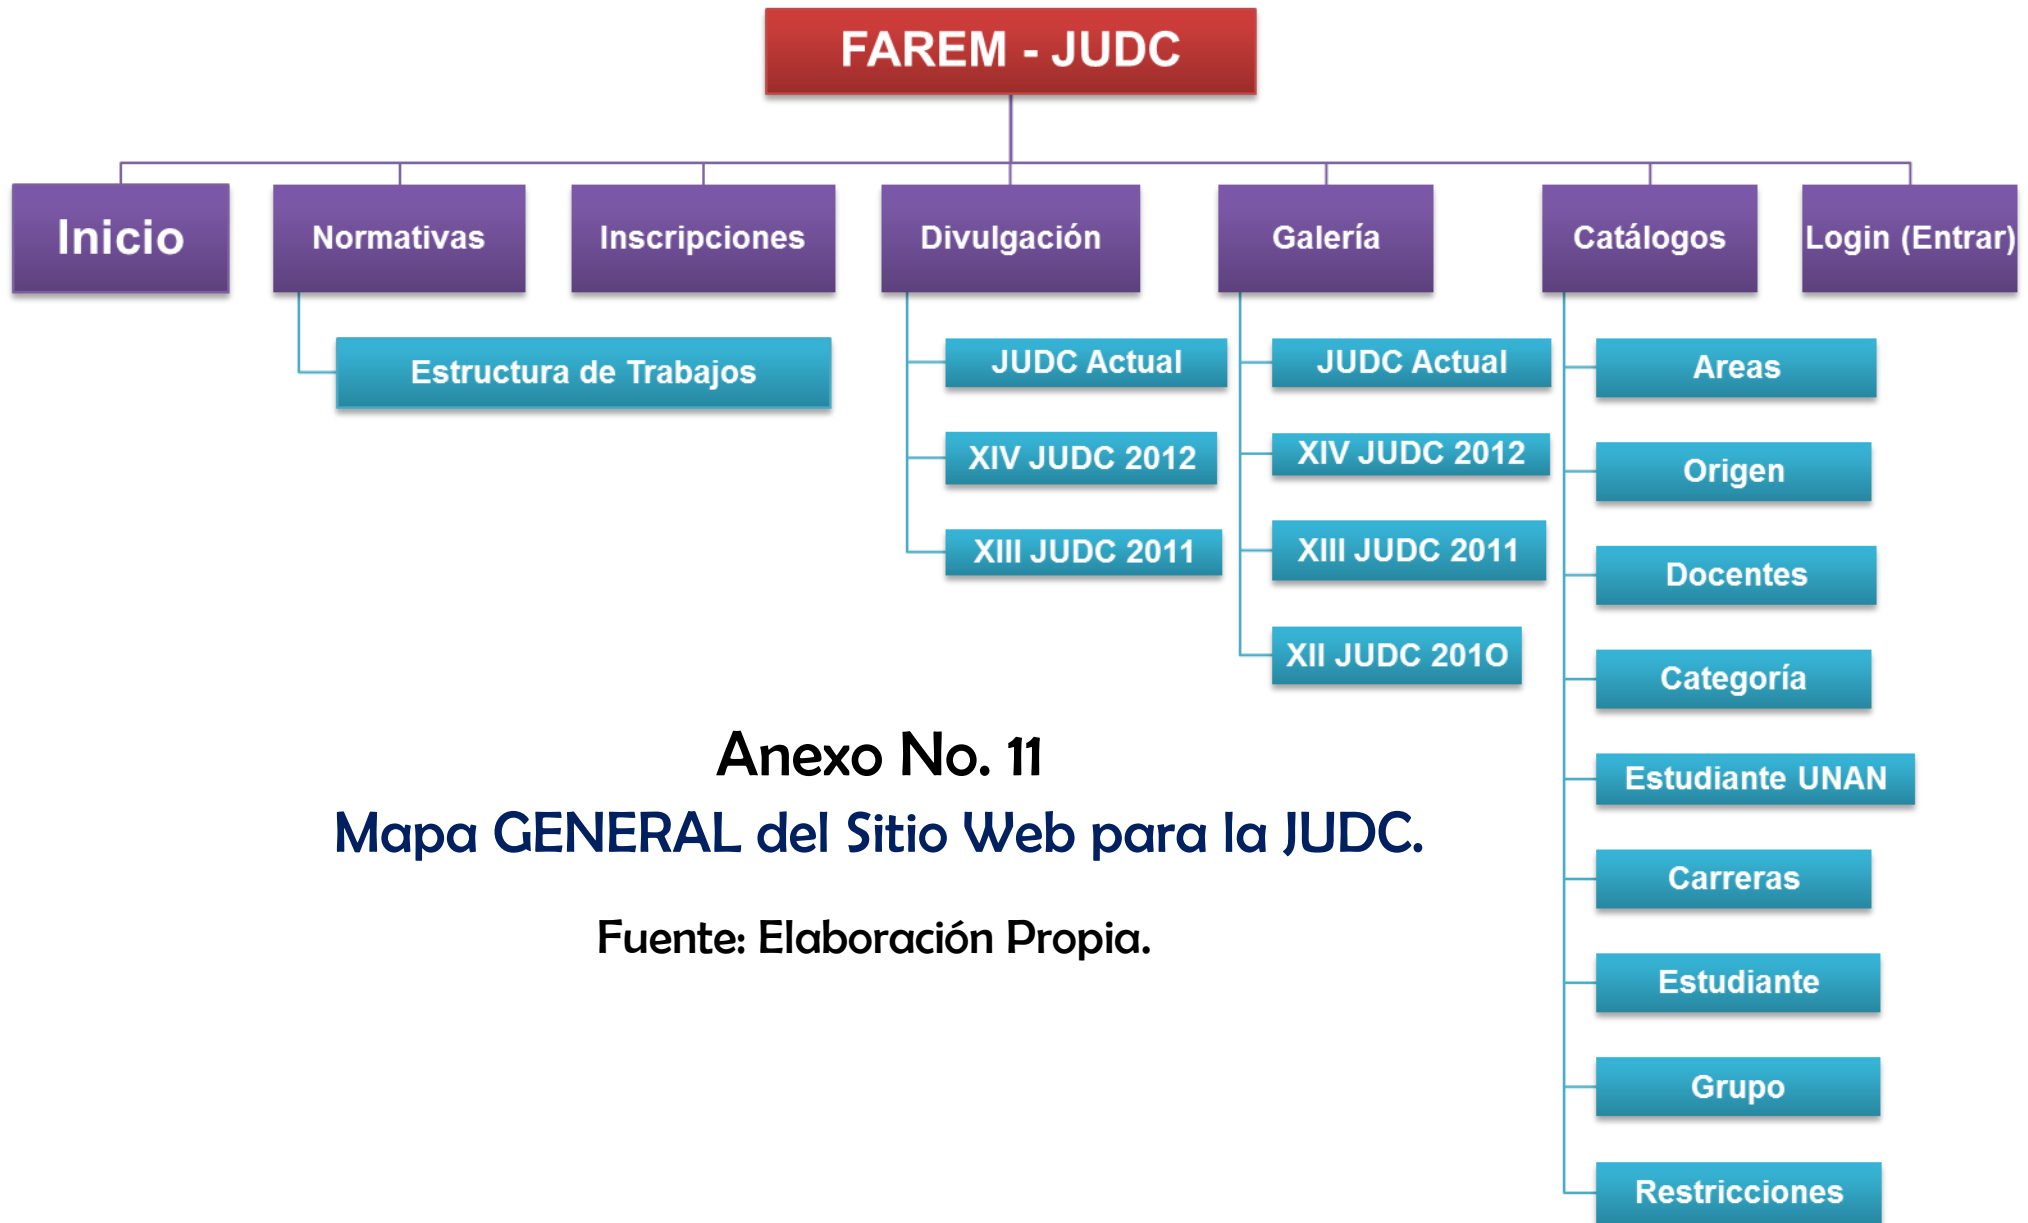 FAREM - JUDC
Inicio
Normativas
Inscripciones
Divulgación
Galería
Catálogos
Login (Entrar)
Estructura de Trabajos
JUDC Actual
XIV JUDC 2012
XIII JUDC 2011
JUDC Actual
XIV JUDC 2012
XIII JUDC 2011
XII JUDC 201O
Areas
Origen
Docentes
Categoría
Estudiante UNAN
Carreras
Estudiante
Grupo
Restricciones
Anexo No. 11
Mapa GENERAL del Sitio Web para la JUDC.
Fuente: Elaboración Propia.